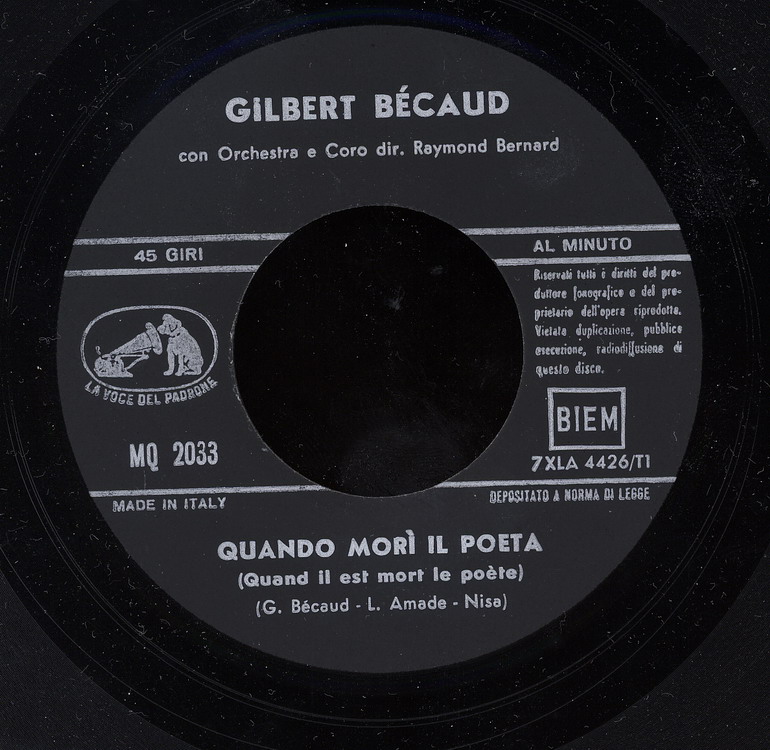 GILBERT BÉCAUD
con Orchestra e Coro dir. Raymond Bernard
45 GIRI
AL MINUTO
Riservati tutti i diritti del pro-
duttore fonografico e del pro-
prietario dell'opera riprodotta.
Vietata duplicazione, pubblica
esecuzione, radiodiffusione di
questo disco.
LA VOCE DEL PADRONE
BIEM
MQ 2033
7XLA 4426/T1
MADE IN ITALY
DEPOSITATO A NORMA DI LEGGE
QUANDO MORÌ IL POETA
(Quand il est mort le poète)
(G. Bécaud - L. Amade - Nisa)